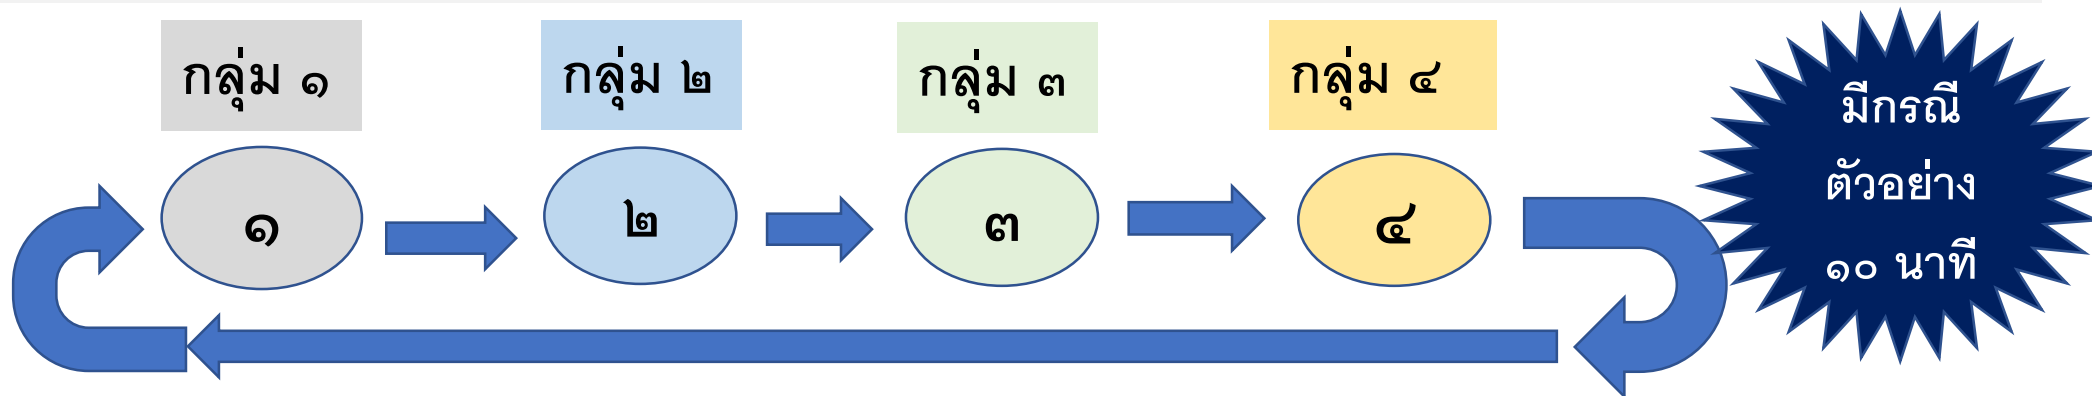 กลุ่ม ๑
กลุ่ม ๒
กลุ่ม ๓
กลุ่ม ๔
๑
๒
๓
๔
มีกรณี
ตัวอย่าง
๑๐ นาที